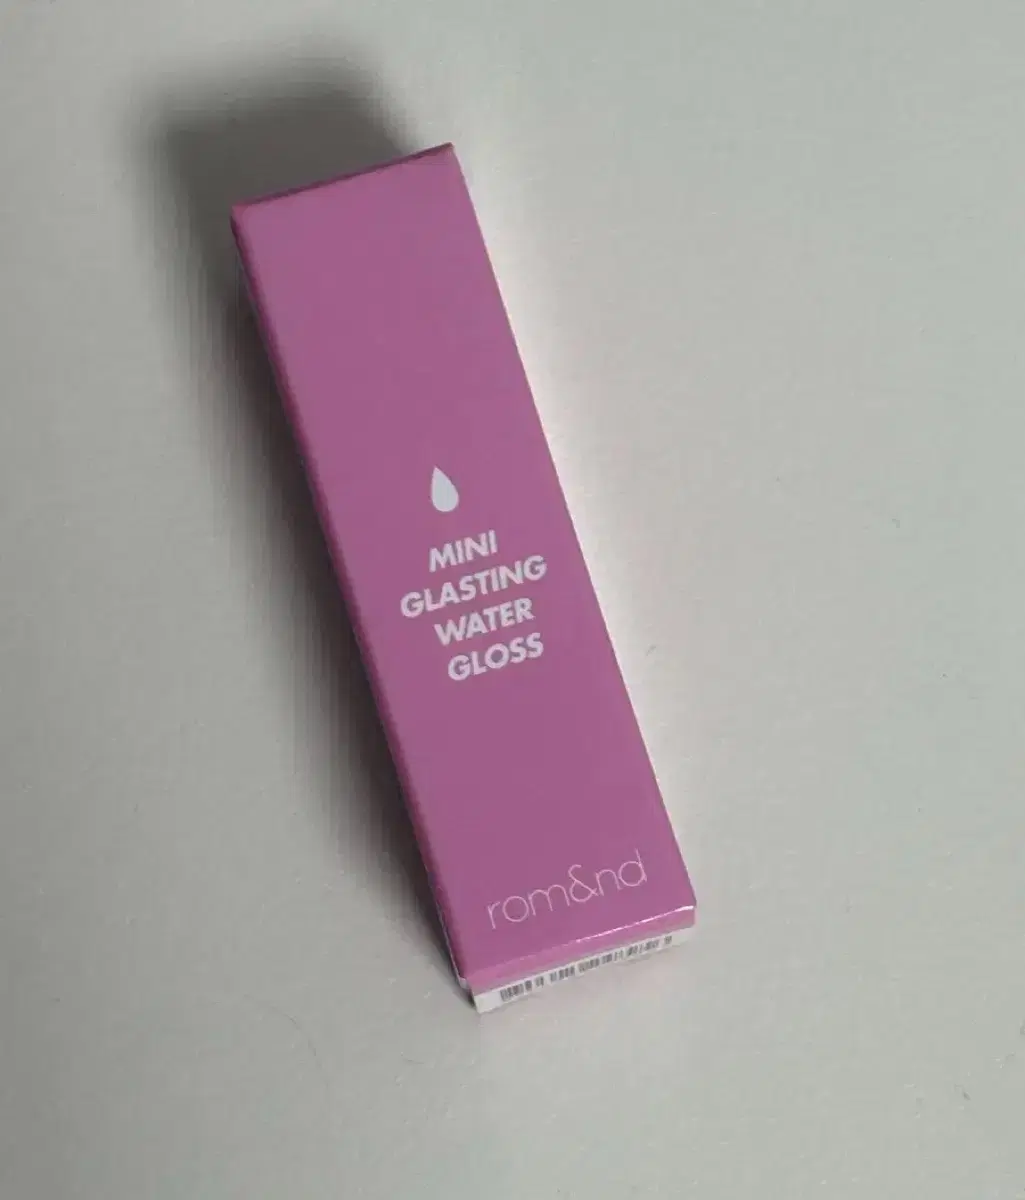 MINI
GLASTING
WATER
GLOSS
rom&nd